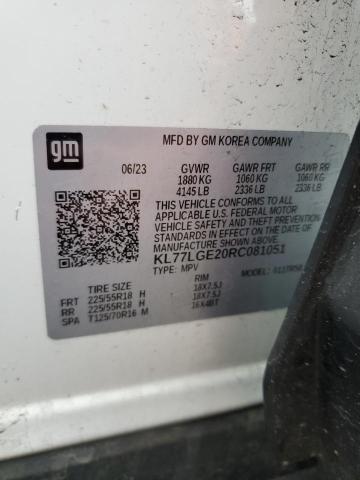 gm
MFD BY GM KOREA COMPANY
06/23 GVWR GAWR FRT GAWR RR
1880 KG 1060 KG 1060 KG
4145 LB 2336 LB 2336 LB
THIS VEHICLE CONFORMS TO ALL
APPLICABLE U.S. FEDERAL MOTOR
VEHICLE SAFETY AND THEFT PREVENTION
STANDARDS IN EFFECT ON THE DATE OF
MANUFACTURE SHOWN ABOVE.
KL77LGE20RC081051
TYPE: MPV MODEL:
TIRE SIZE RIM
FRT 225/55R18 H 18X7.5J
RR 225/55R18 H 18X7.5J
SPA T125/70R16 M 16X4BT